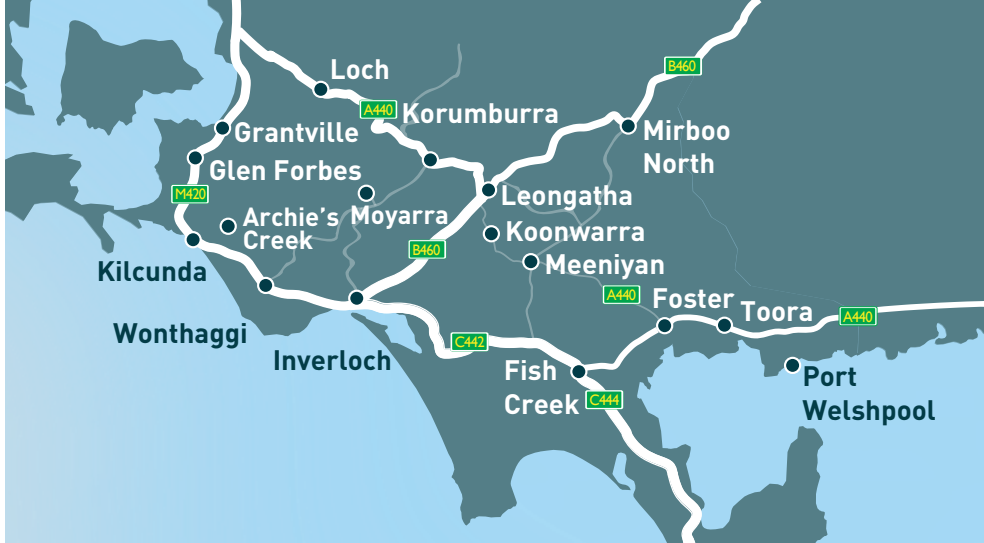 B460
Loch
A440
Korumburra
Grantville
Mirboo
North
Glen Forbes
M420
Leongatha
Archie's
Creek
Moyarra
Koonwarra
B460
Meeniyan
Kilcunda
A440
Foster
Toora
A440
Wonthaggi
C442
Inverloch
Fish
Creek
C444
Port
Welshpool